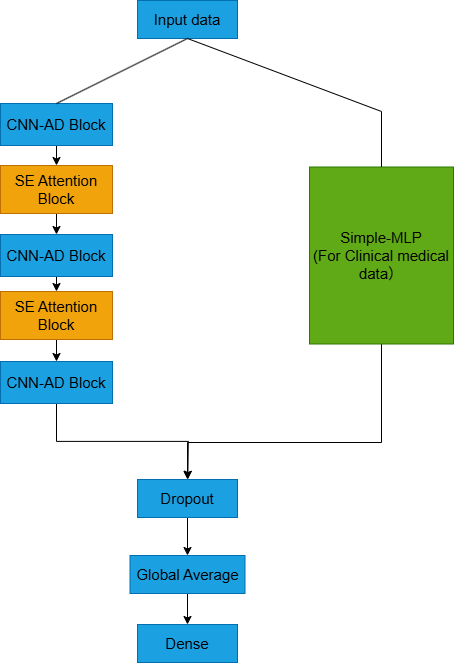 Input data
CNN-AD Block
SE Attention
Block
CNN-AD Block
SE Attention
Block
CNN-AD Block
Simple-MLP
(For Clinical medical
data)
Dropout
Global Average
Dense